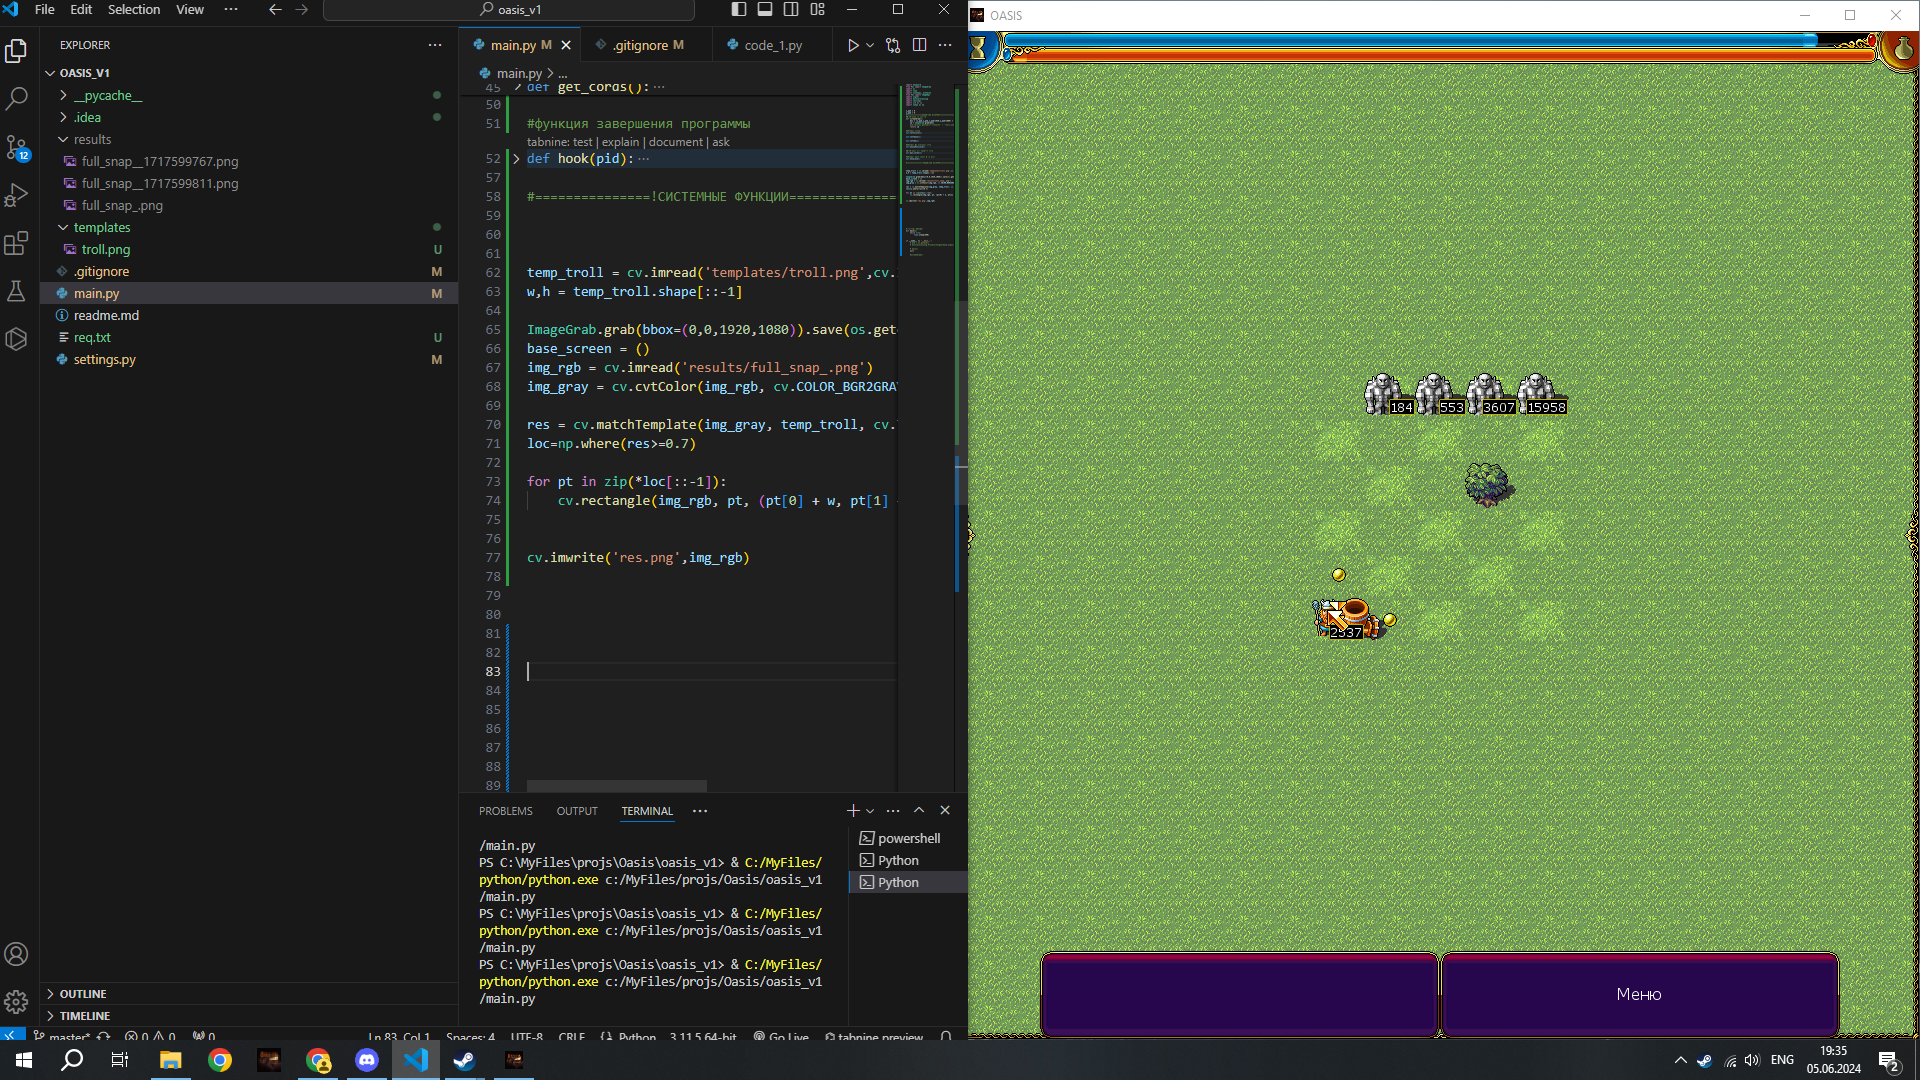 File Edit Selection View ··· oasis_v1
EXPLORER
OASIS_V1
__pycache__
.idea
results
full_snap__1717599767.png
full_snap__1717599811.png
full_snap_.png
templates
troll.png U
.gitignore M
main.py M
readme.md
req.txt U
settings.py M
OUTLINE
TIMELINE
12
main.py M
.gitignore M
code_1.py
main.py > ...
45 def get_cords(): ···
50
51 #функция завершения программы
tabnine: test | explain | document | ask
52 def hook(pid): ···
57
58 #===============!СИСТЕМНЫЕ ФУНКЦИИ==============
59
60
61
62 temp_troll = cv.imread('templates/troll.png',cv.
63 w,h = temp_troll.shape[::-1]
64
65 ImageGrab.grab(bbox=(0,0,1920,1080)).save(os.get
66 base_screen = ()
67 img_rgb = cv.imread('results/full_snap_.png')
68 img_gray = cv.cvtColor(img_rgb, cv.COLOR_BGR2GRA
69
70 res = cv.matchTemplate(img_gray, temp_troll, cv.
71 loc=np.where(res>=0.7)
72
73 for pt in zip(*loc[::-1]):
74 cv.rectangle(img_rgb, pt, (pt[0] + w, pt[1]
75
76
77 cv.imwrite('res.png',img_rgb)
78
79
80
81
82
83
84
85
86
87
88
89
PROBLEMS OUTPUT TERMINAL ···
/main.py
PS C:\MyFiles\projs\Oasis\oasis_v1> & C:/MyFiles/
python/python.exe c:/MyFiles/projs/Oasis/oasis_v1
/main.py
PS C:\MyFiles\projs\Oasis\oasis_v1> & C:/MyFiles/
python/python.exe c:/MyFiles/projs/Oasis/oasis_v1
/main.py
PS C:\MyFiles\projs\Oasis\oasis_v1> & C:/MyFiles/
python/python.exe c:/MyFiles/projs/Oasis/oasis_v1
/main.py
powershell
Python
Python
master* 0 0 0 Ln 83, Col 1 Spaces: 4 UTF-8 CRLF Python 3.11.5 64-bit Go Live tabnine preview
OASIS
184 553 3607 15958
2537
Меню
ENG
19:35
05.06.2024
2